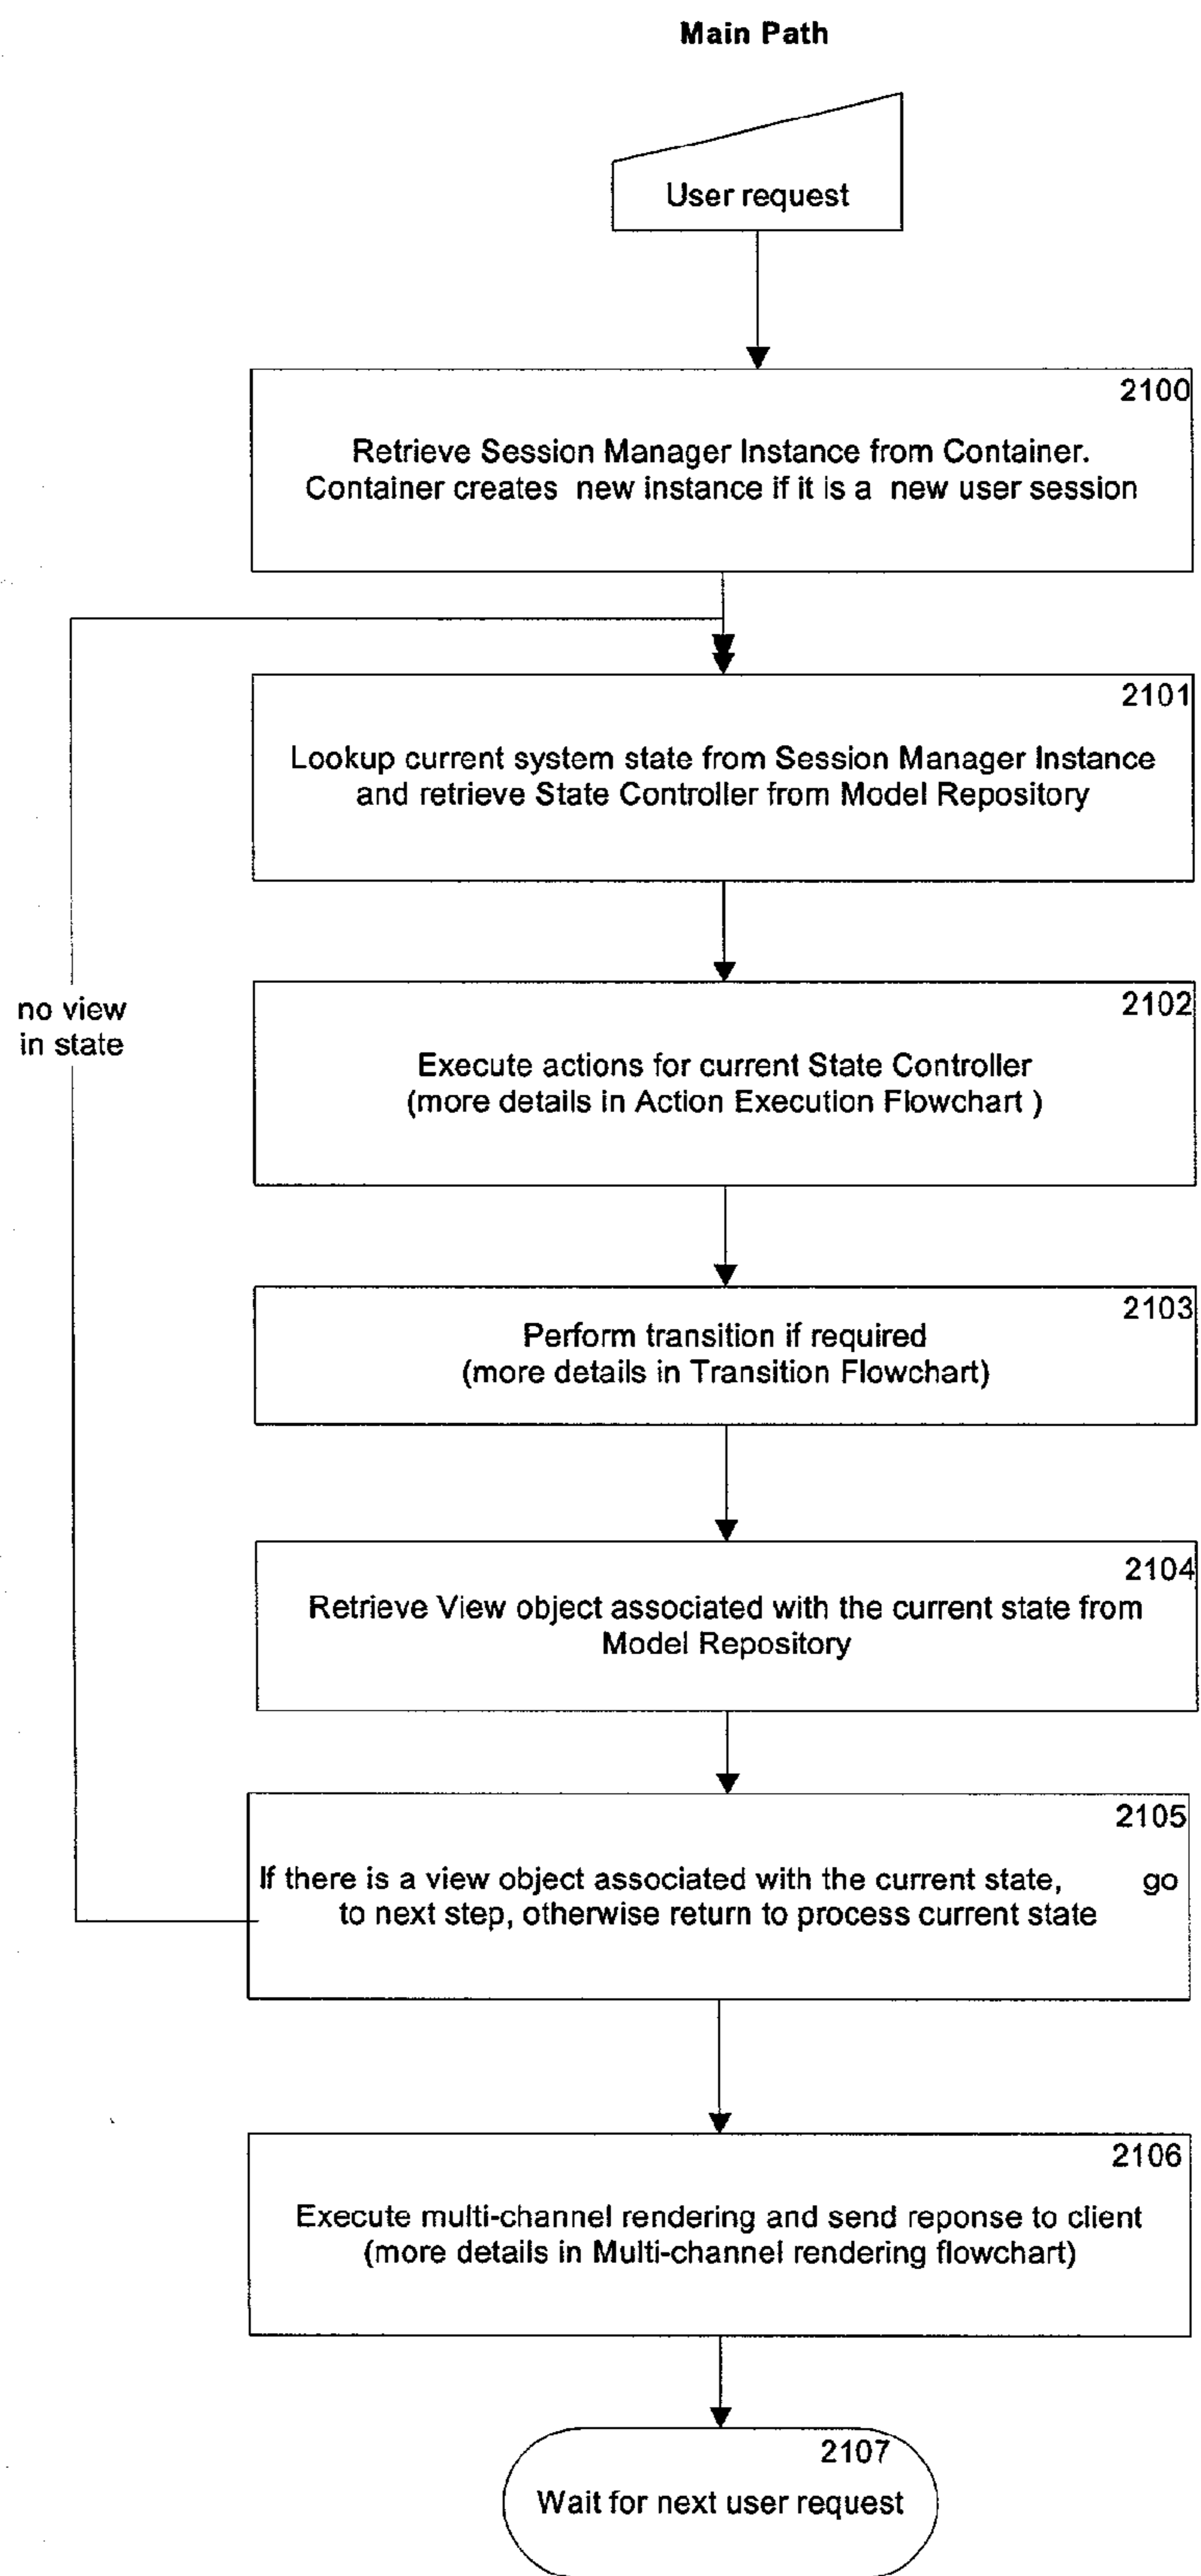 Main Path
User request
2100
Retrieve Session Manager Instance from Container.
Container creates new instance if it is a new user session
2101
Lookup current system state from Session Manager Instance
and retrieve State Controller from Model Repository
no view
in state
2102
Execute actions for current State Controller
(more details in Action Execution Flowchart )
2103
Perform transition if required
(more details in Transition Flowchart)
2104
Retrieve View object associated with the current state from
Model Repository
2105
If there is a view object associated with the current state, go
to next step, otherwise return to process current state
2106
Execute multi-channel rendering and send reponse to client
(more details in Multi-channel rendering flowchart)
2107
Wait for next user request